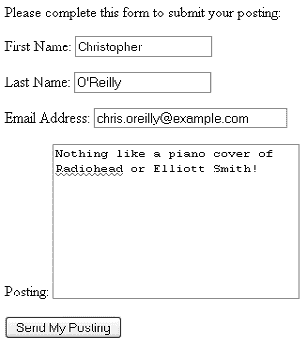 Please complete this form to submit your posting:
First Name: Christopher
Last Name: O'Reilly
Email Address: chris.oreilly@example.com
Nothing like a piano cover of
Radiohead or Elliott Smith!
Posting:
Send My Posting